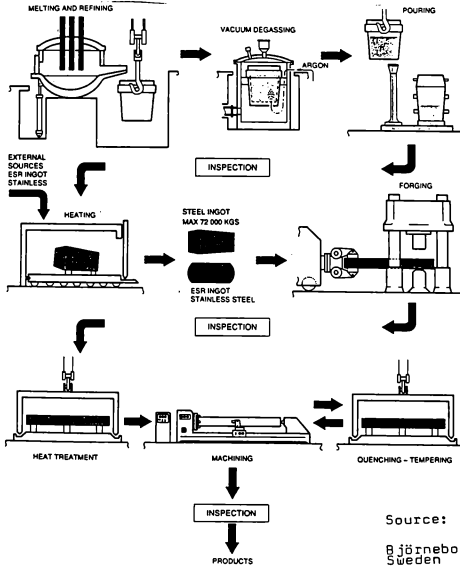 MELTING AND REFINING
POURING
VACUUM DEGASSING
ARGON
EXTERNAL
SOURCES
ESR INGOT
STAINLESS
INSPECTION
FORGING
HEATING
STEEL INGOT
MAX 72 000 KGS
ESR INGOT
STAINLESS STEEL
INSPECTION
HEAT TREATMENT
MACHINING
QUENCHING – TEMPERING
INSPECTION
PRODUCTS
Source:
Björnebo
Sweden